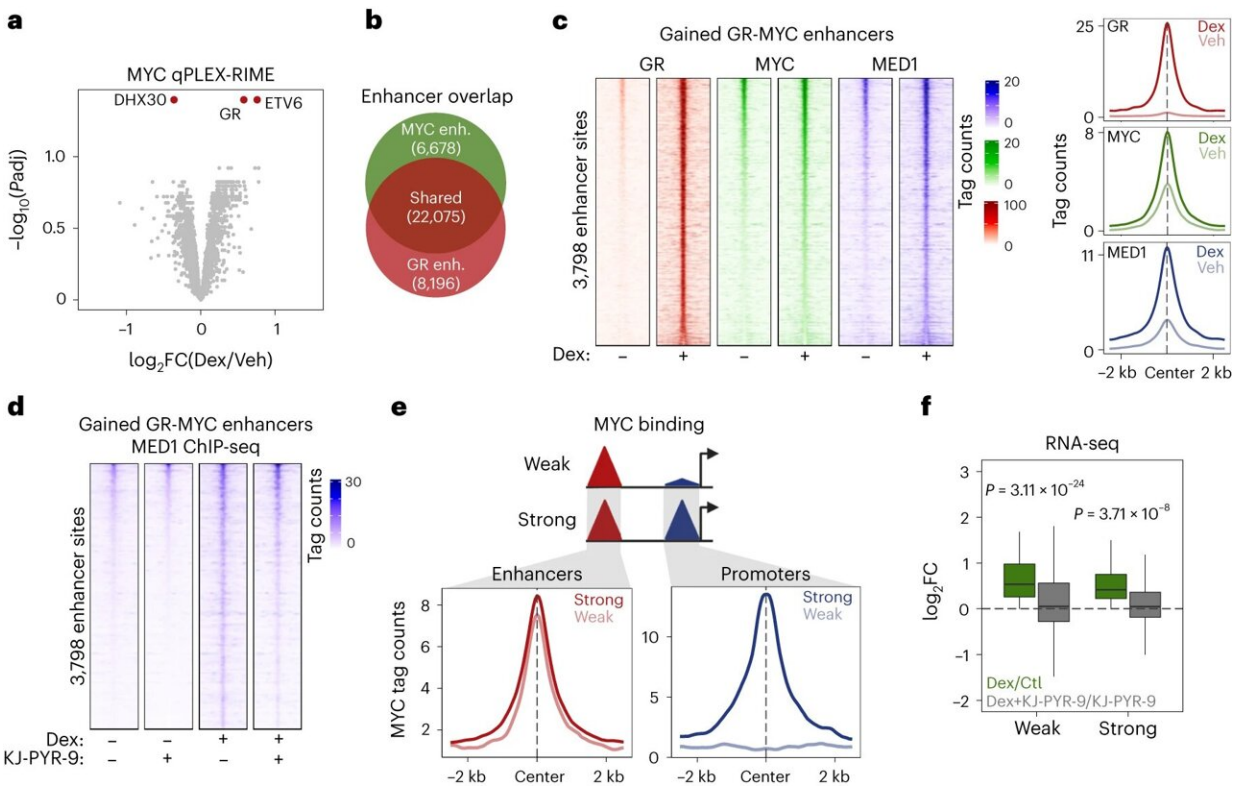 a
MYC qPLEX-RIME
DHX30
GR
ETV6
1.0
0.5
0
–log10(Padj)
–1
0
1
log2FC(Dex/Veh)
b
Enhancer overlap
MYC enh.
(6,678)
Shared
(22,075)
GR enh.
(8,196)
c
Gained GR-MYC enhancers
GR
MYC
MED1
3,798 enhancer sites
Dex:
–
+
–
+
–
+
20
0
20
0
100
0
Tag counts
25
GR
Dex
Veh
0
8
MYC
Dex
Veh
0
11
MED1
Dex
Veh
0
Tag counts
–2 kb
Center
2 kb
d
Gained GR-MYC enhancers
MED1 ChIP-seq
3,798 enhancer sites
30
0
Tag counts
Dex:
–
–
+
+
KJ-PYR-9:
–
+
–
+
e
MYC binding
Weak
Strong
Enhancers
Promoters
Strong
Weak
8
6
4
2
MYC tag counts
–2 kb
Center
2 kb
Strong
Weak
10
5
0
–2 kb
Center
2 kb
f
RNA-seq
3
2
1
0
–1
–2
log2FC
P = 3.11 × 10–24
P = 3.71 × 10–8
Dex/Ctl
Dex+KJ-PYR-9/KJ-PYR-9
Weak
Strong